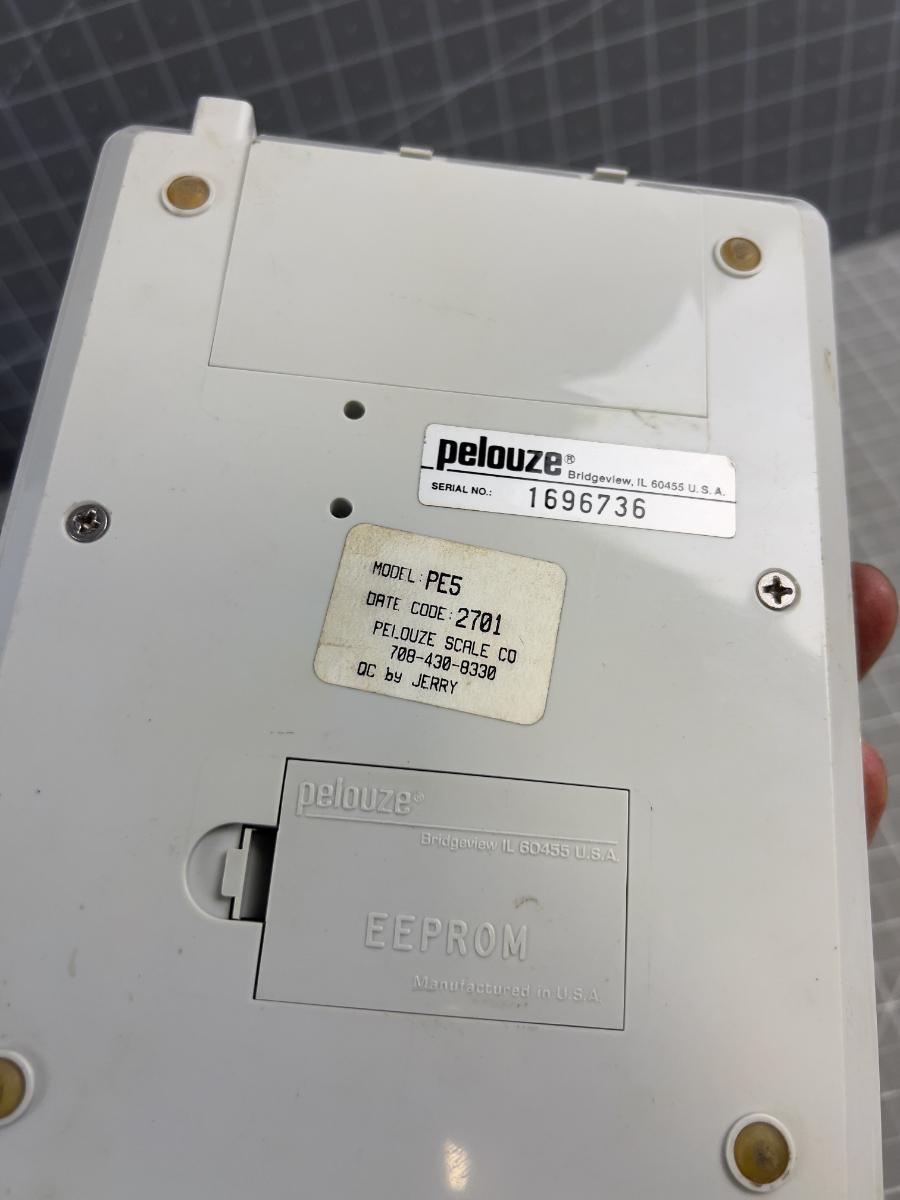 pelouze®
Bridgeview, IL 60455 U.S.A.
SERIAL NO.: 1696736
MODEL: PE5
DATE CODE: 2701
PELOUZE SCALE CO
708-430-8330
QC by JERRY
pelouze®
Bridgeview IL 60455 U.S.A.
EEPROM
Manufactured in U.S.A.